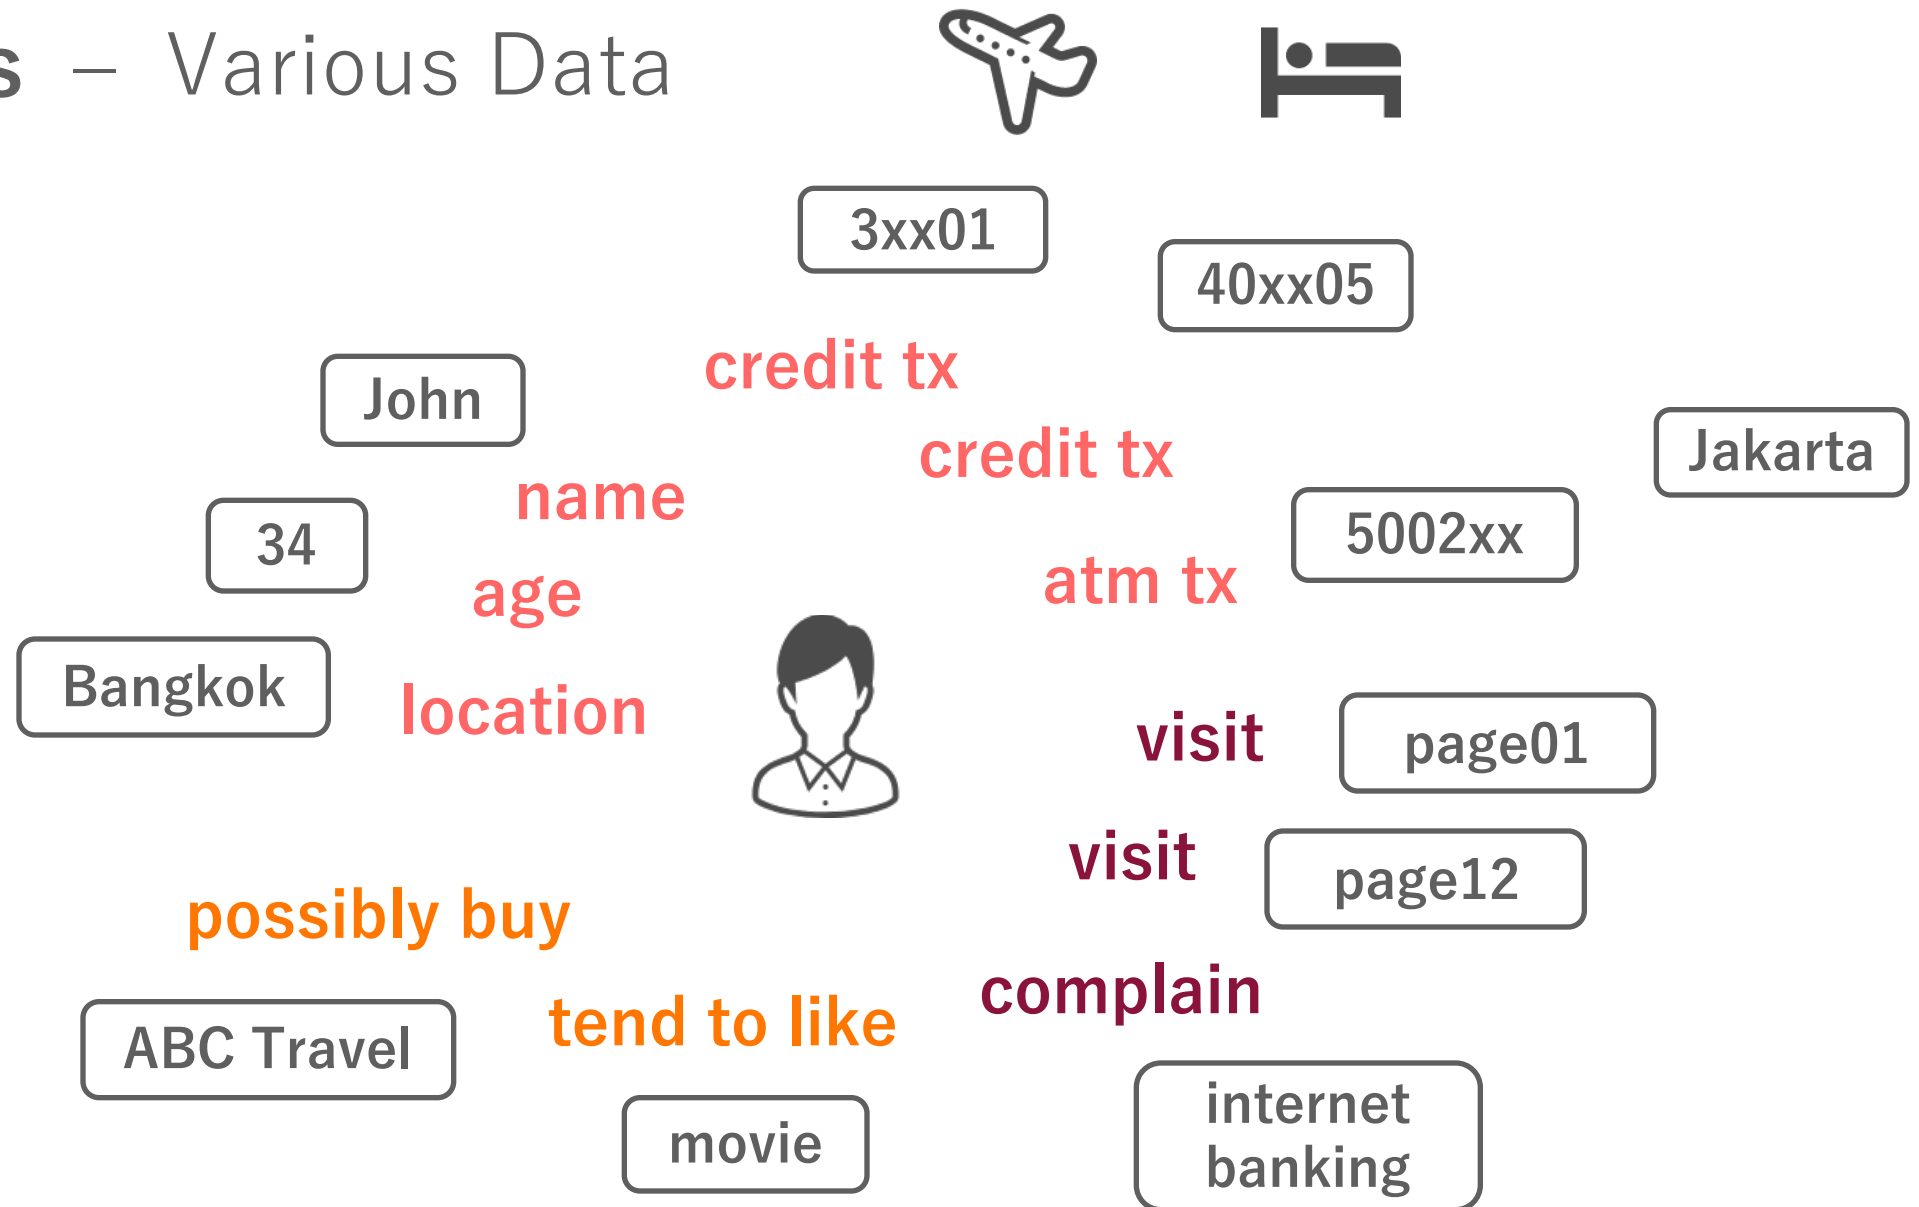 s – Various Data
3xx01
40xx05
credit tx
John
credit tx
Jakarta
name
34
5002xx
age
atm tx
Bangkok
location
visit
page01
visit
page12
possibly buy
complain
ABC Travel
tend to like
movie
internet
banking